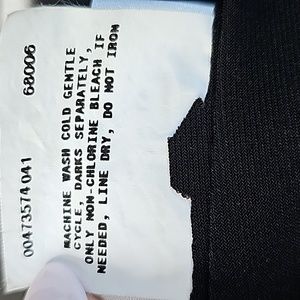 00473574041 68006
MACHINE WASH COLD GENTLE
CYCLE, DARKS SEPARATELY,
ONLY NON-CHLORINE BLEACH IF
NEEDED, LINE DRY, DO NOT IRON